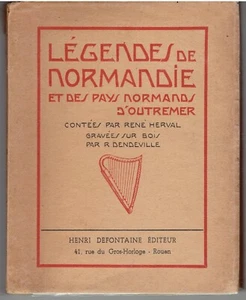 LÉGENDES DE
NORMANDIE
ET DES PAYS NORMANDS
D'OUTREMER
CONTÉES PAR RENÉ HERVAL
GRAVÉES SUR BOIS
PAR R. DENDEVILLE
HENRI DEFONTAINE ÉDITEUR
41, rue du Gros-Horloge - Rouen